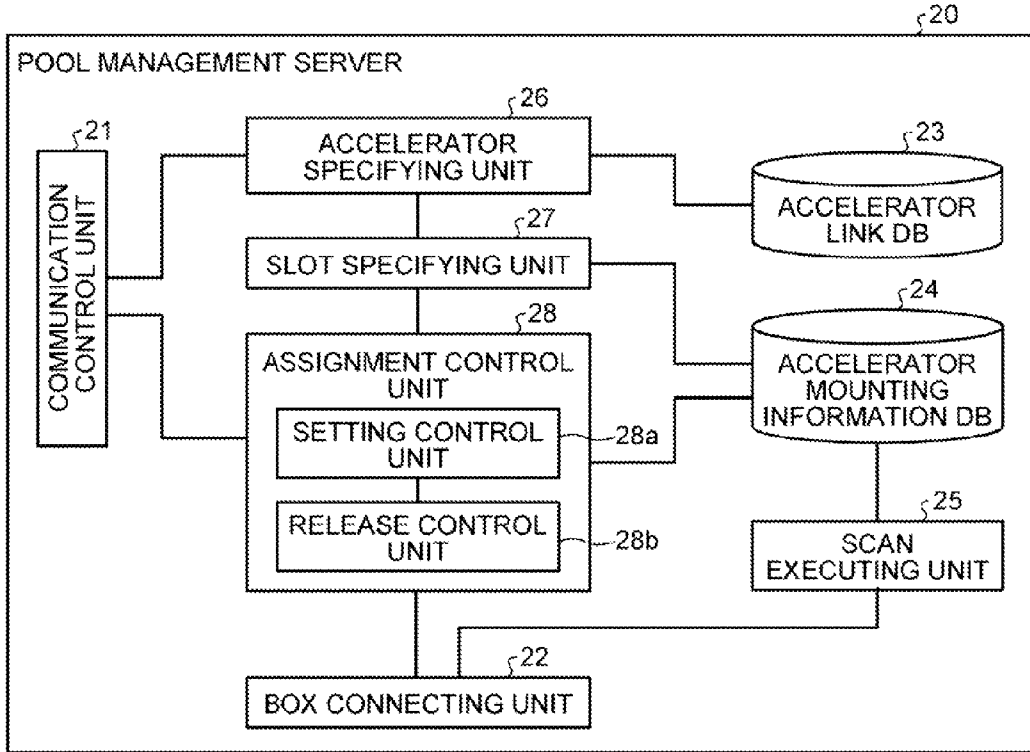 20
POOL MANAGEMENT SERVER
26
ACCELERATOR
SPECIFYING UNIT
21
COMMUNICATION
CONTROL UNIT
23
ACCELERATOR
LINK DB
27
SLOT SPECIFYING UNIT
24
ACCELERATOR
MOUNTING
INFORMATION DB
28
ASSIGNMENT CONTROL
UNIT
SETTING CONTROL
UNIT
28a
RELEASE CONTROL
UNIT
28b
25
SCAN
EXECUTING UNIT
22
BOX CONNECTING UNIT